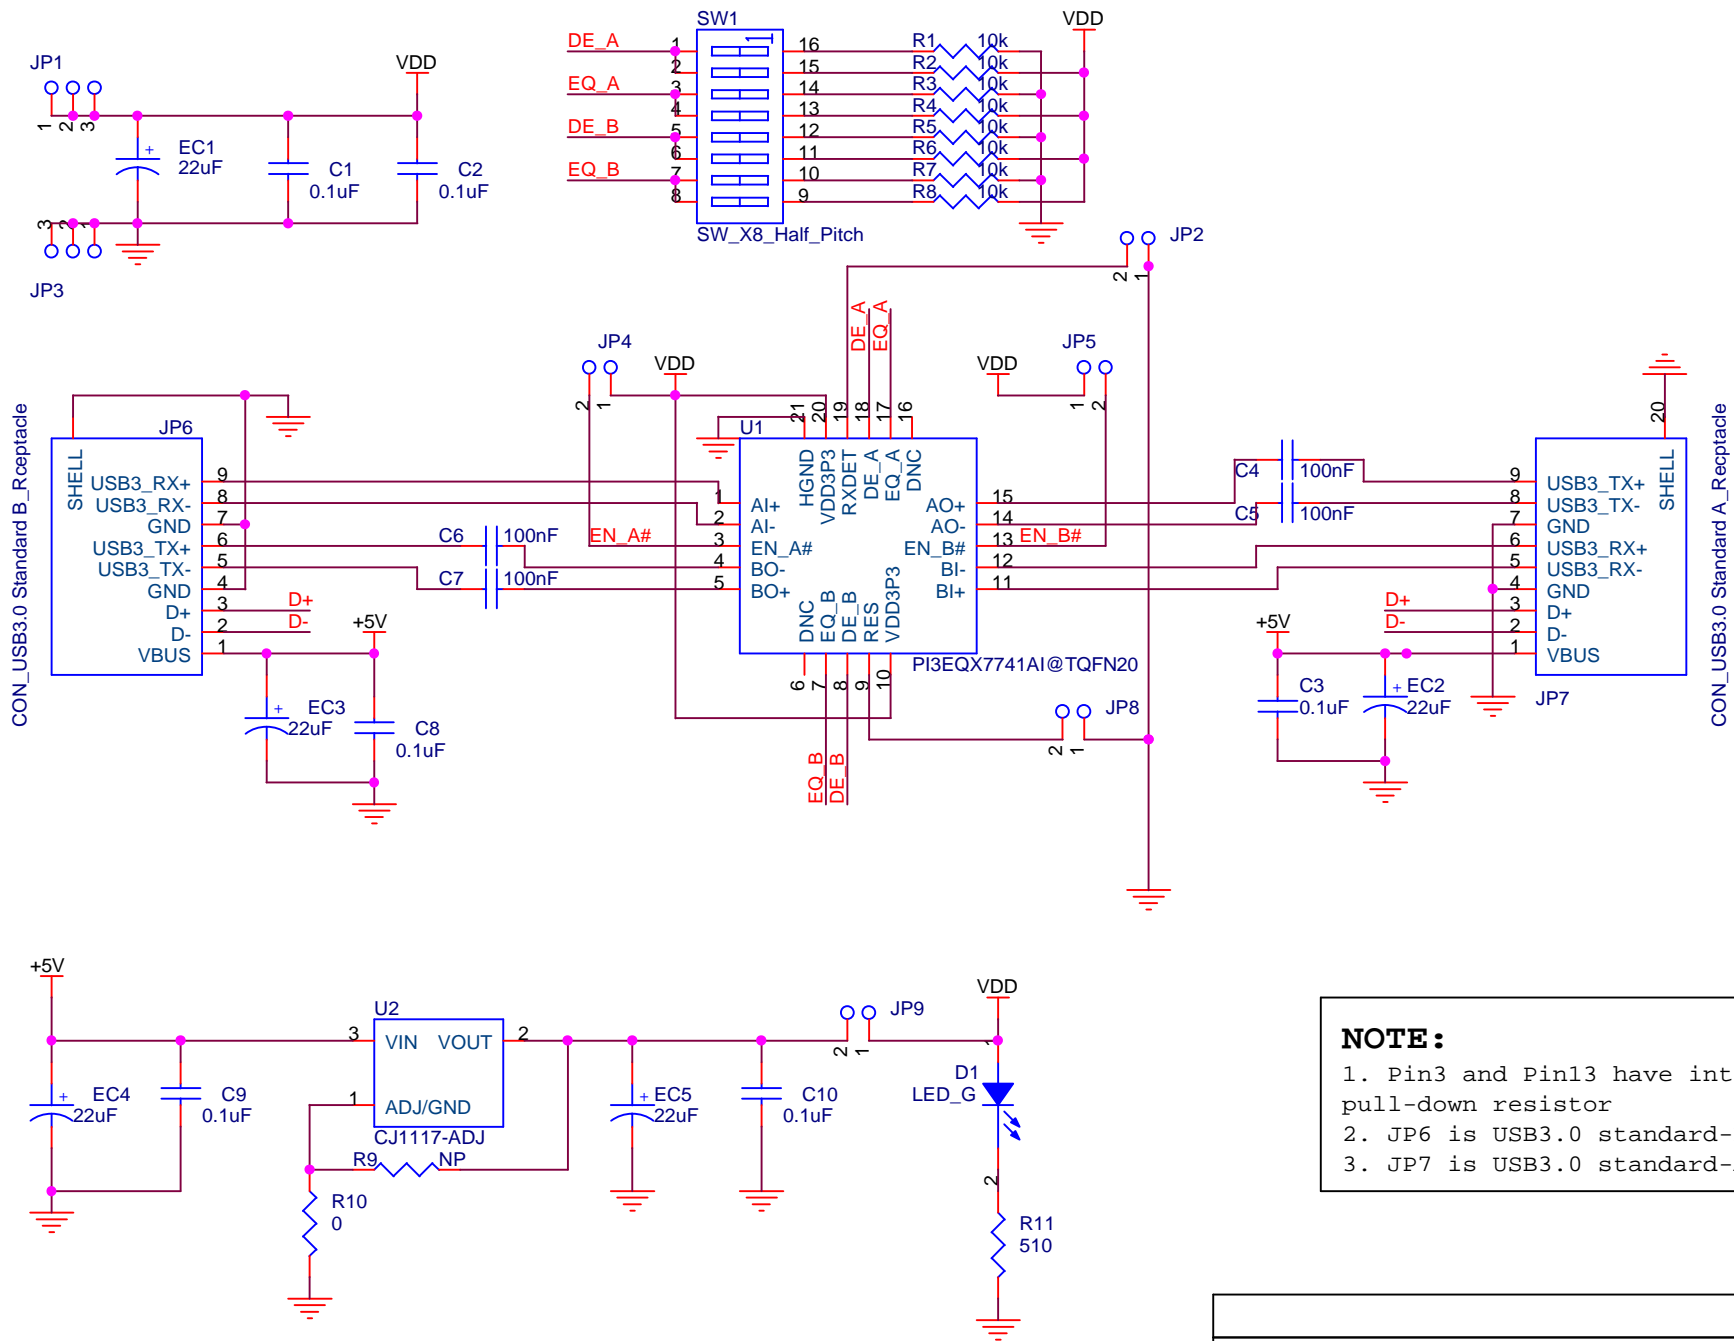 JP1
1 2 3
VDD
EC1
22uF
C1
0.1uF
C2
0.1uF
3 2 1
JP3
SW1
DE_A
EQ_A
DE_B
EQ_B
1
2
3
4
5
6
7
8
16
15
14
13
12
11
10
9
R1 10k
R2 10k
R3 10k
R4 10k
R5 10k
R6 10k
R7 10k
R8 10k
VDD
SW_X8_Half_Pitch
JP2
2 1
JP4
2 1
VDD
DE_A
EQ_A
VDD
JP5
1 2
CON_USB3.0 Standard B_Rceptacle
JP6
SHELL
USB3_RX+ 9
USB3_RX- 8
GND 7
USB3_TX+ 6
USB3_TX- 5
GND 4
D+ 3
D- 2
VBUS 1
D+
D-
+5V
EC3
22uF
C8
0.1uF
C6 100nF
C7 100nF
EN_A#
U1
21 20 19 18 17 16
HGND
VDD3P3
RXDET
DE_A
EQ_A
DNC
1 AI+
2 AI-
3 EN_A#
4 BO-
5 BO+
AO+ 15
AO- 14
EN_B# 13
BI- 12
BI+ 11
DNC
EQ_B
DE_B
RES
VDD3P3
6 7 8 9 10
PI3EQX7741AI@TQFN20
EQ_B
DE_B
EN_B#
JP8
2 1
C4 100nF
C5 100nF
20
SHELL
9 USB3_TX+
8 USB3_TX-
7 GND
6 USB3_RX+
5 USB3_RX-
4 GND
3 D+
2 D-
1 VBUS
D+
D-
JP7
CON_USB3.0 Standard A_Recptacle
+5V
C3
0.1uF
EC2
22uF
+5V
EC4
22uF
C9
0.1uF
U2
3 VIN VOUT 2
1 ADJ/GND
CJ1117-ADJ
R9 NP
R10
0
EC5
22uF
C10
0.1uF
JP9
2 1
VDD
1
D1
LED_G
2
R11
510
NOTE:
1. Pin3 and Pin13 have int
pull-down resistor
2. JP6 is USB3.0 standard-
3. JP7 is USB3.0 standard-